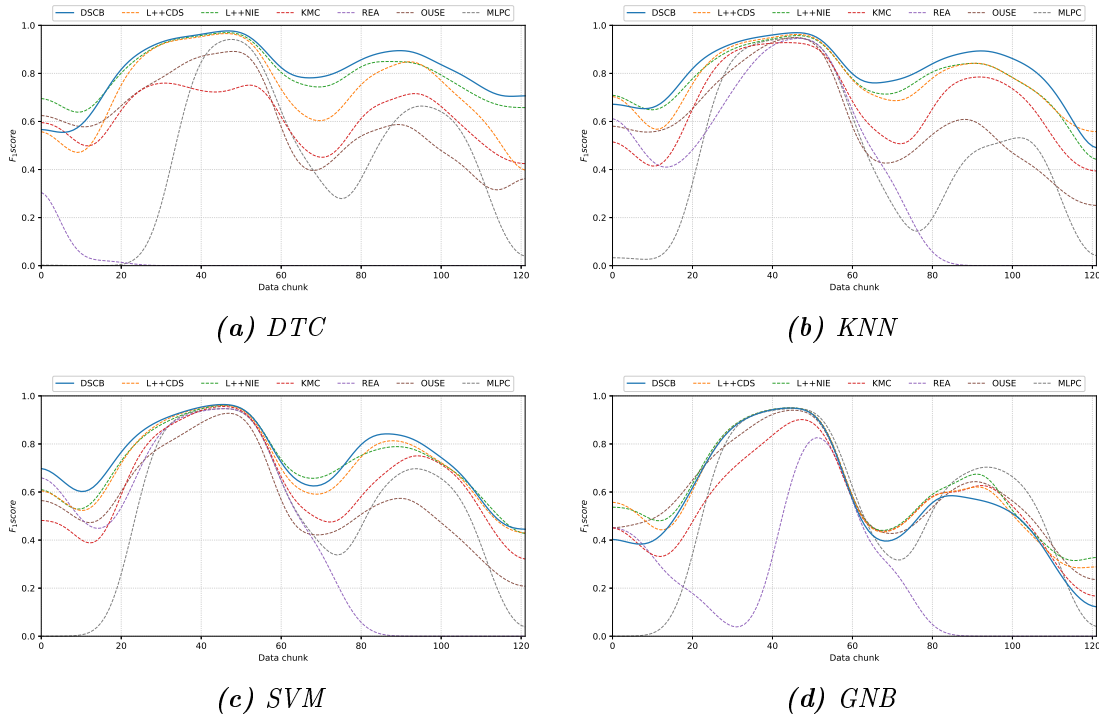 DSCB L++CDS L++NIE KMC REA OUSE MLPC
1.0
0.8
0.6
0.4
0.2
0.0
F1score
0 20 40 60 80 100 120
Data chunk
(a) DTC
DSCB L++CDS L++NIE KMC REA OUSE MLPC
1.0
0.8
0.6
0.4
0.2
0.0
F1score
0 20 40 60 80 100 120
Data chunk
(b) KNN
DSCB L++CDS L++NIE KMC REA OUSE MLPC
1.0
0.8
0.6
0.4
0.2
0.0
F1score
0 20 40 60 80 100 120
Data chunk
(c) SVM
DSCB L++CDS L++NIE KMC REA OUSE MLPC
1.0
0.8
0.6
0.4
0.2
0.0
F1score
0 20 40 60 80 100 120
Data chunk
(d) GNB